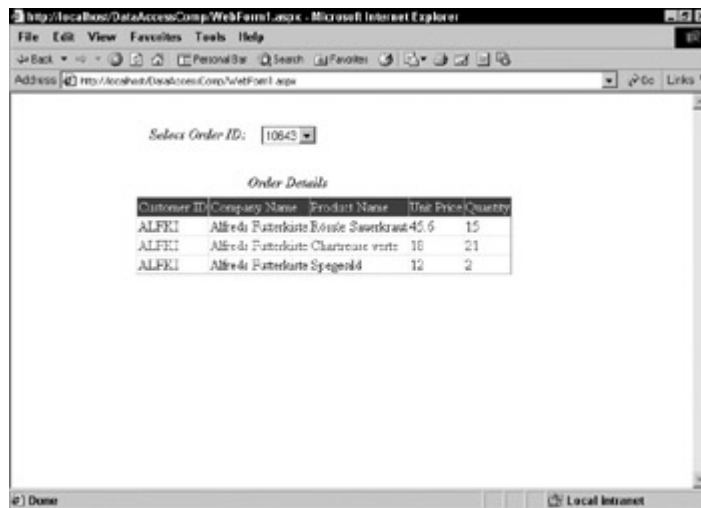 http://localhost/DataAccessComp/WebForm1.aspx - Microsoft Internet Explorer
File Edit View Favorites Tools Help
Back Personal Bar Search Favorites
Address http://localhost/DataAccessComp/WebForm1.aspx Go Links
Select Order ID: 10643
Order Details
Customer ID Company Name Product Name Unit Price Quantity
ALFKI Alfreds Futterkiste Rössle Sauerkraut 45.6 15
ALFKI Alfreds Futterkiste Chartreuse verte 18 21
ALFKI Alfreds Futterkiste Spegesild 12 2
Done Local intranet